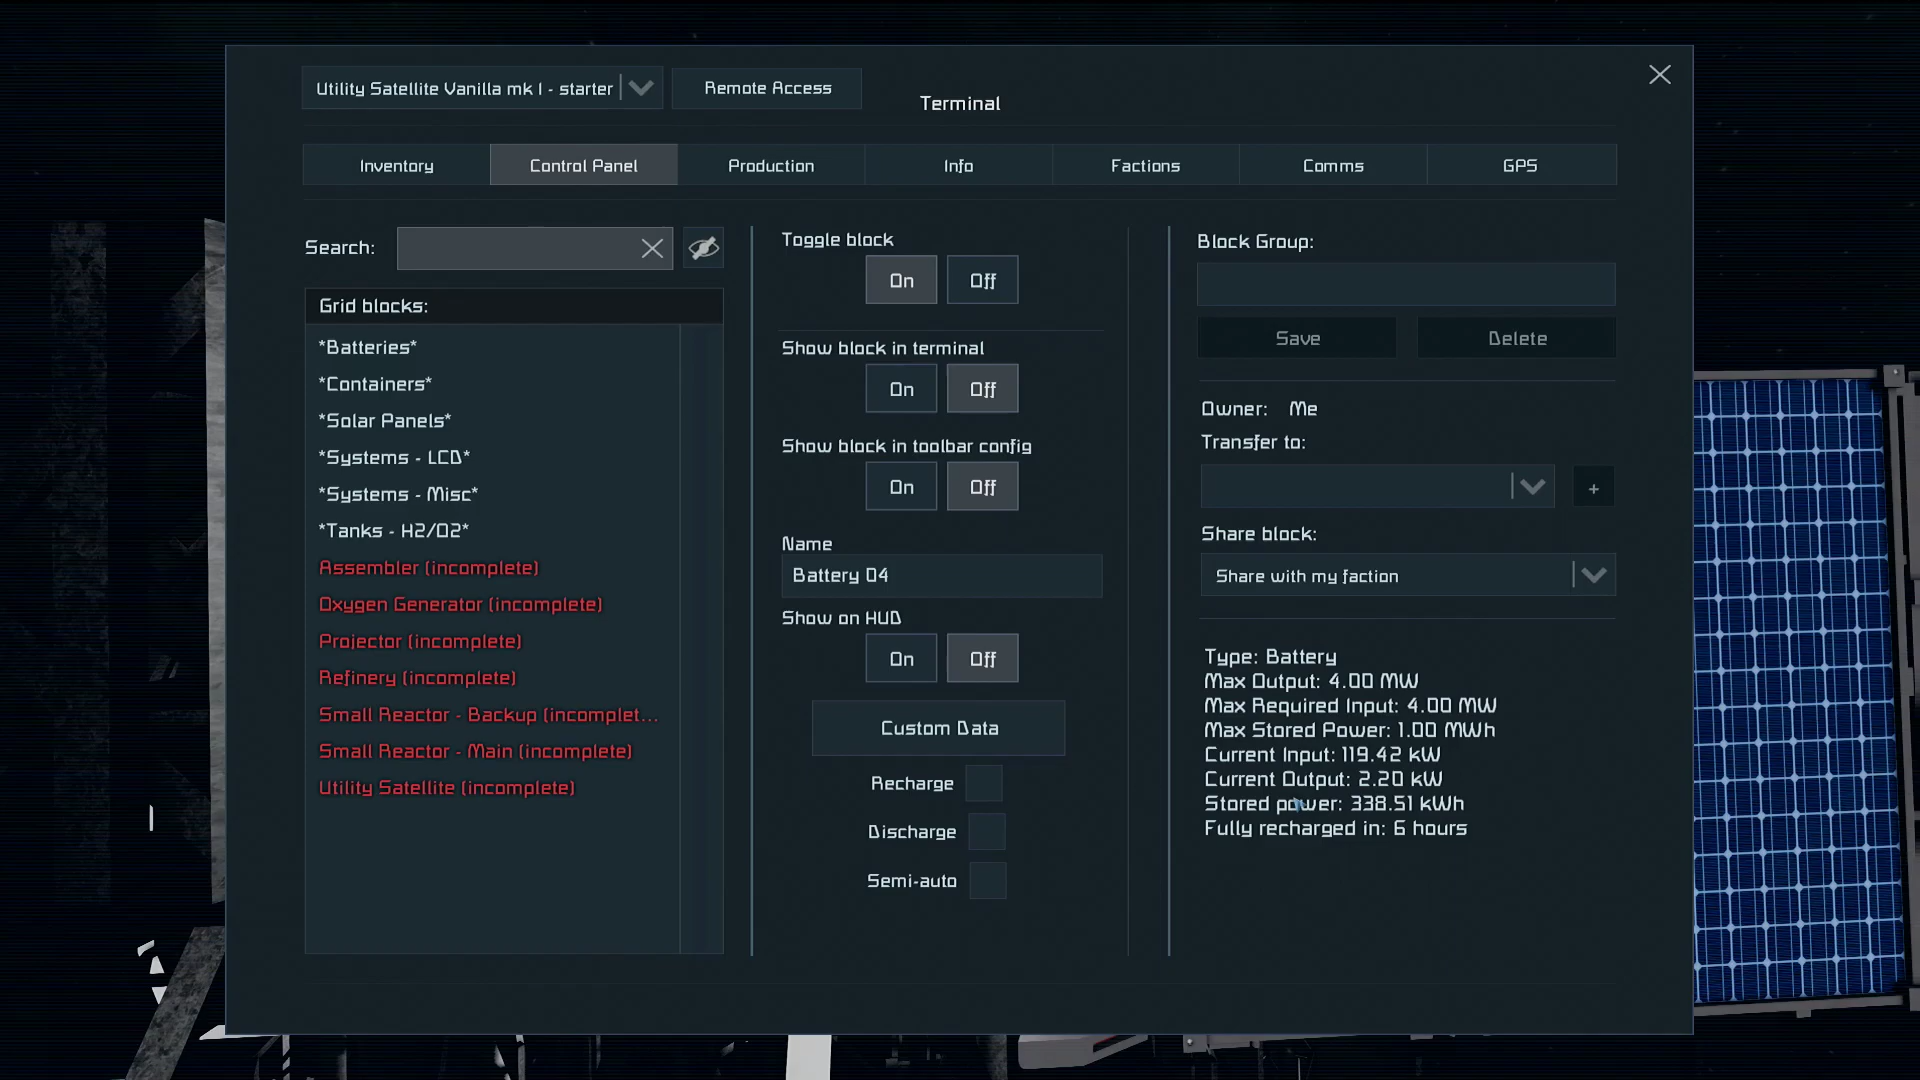 Utility Satellite Vanilla mk 1 - starter
Remote Access
Terminal
Inventory
Control Panel
Production
Info
Factions
Comms
GPS
Search:
Grid blocks:
*Batteries*
*Containers*
*Solar Panels*
*Systems - LCD*
*Systems - Misc*
*Tanks - H2/O2*
Assembler (incomplete)
Oxygen Generator (incomplete)
Projector (incomplete)
Refinery (incomplete)
Small Reactor - Backup (incomplet...
Small Reactor - Main (incomplete)
Utility Satellite (incomplete)
Toggle block
On Off
Show block in terminal
On Off
Show block in toolbar config
On Off
Name
Battery 04
Show on HUD
On Off
Custom Data
Recharge
Discharge
Semi-auto
Block Group:
Save Delete
Owner: Me
Transfer to:
+
Share block:
Share with my faction
Type: Battery
Max Output: 4.00 MW
Max Required Input: 4.00 MW
Max Stored Power: 1.00 MWh
Current Input: 119.42 kW
Current Output: 2.20 kW
Stored power: 338.51 kWh
Fully recharged in: 6 hours